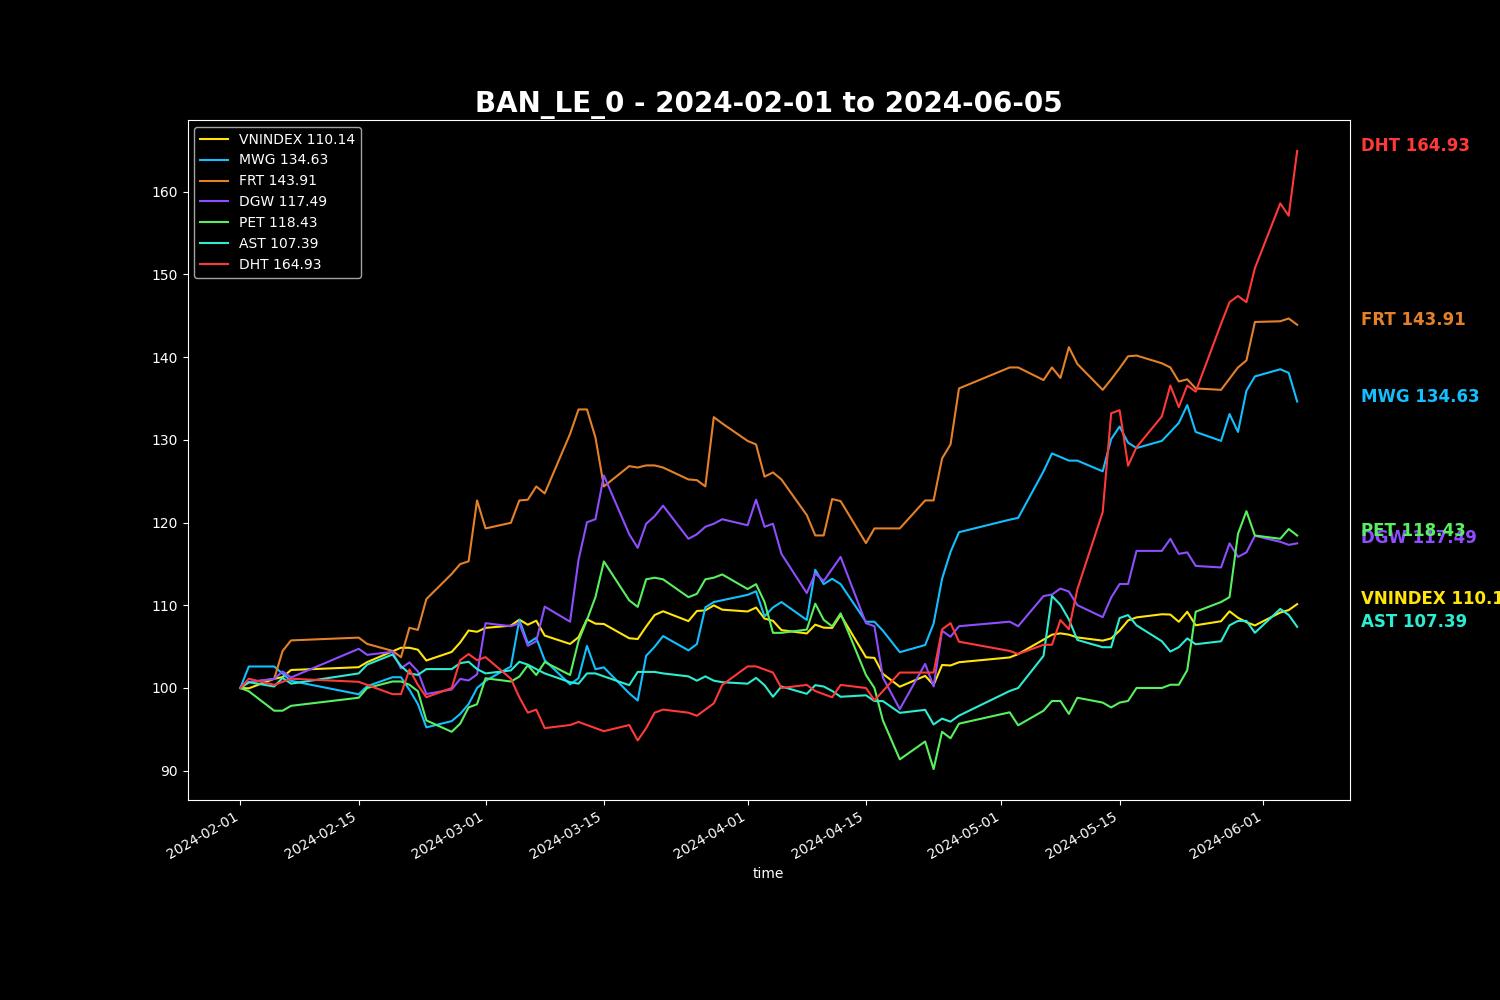 BAN_LE_0 - 2024-02-01 to 2024-06-05
VNINDEX 110.14
MWG 134.63
FRT 143.91
DGW 117.49
PET 118.43
AST 107.39
DHT 164.93
160
150
140
130
120
110
100
90
DHT 164.93
FRT 143.91
MWG 134.63
PET 118.43
DGW 117.49
VNINDEX 110.1
AST 107.39
2024-02-01
2024-02-15
2024-03-01
2024-03-15
2024-04-01
2024-04-15
2024-05-01
2024-05-15
2024-06-01
time